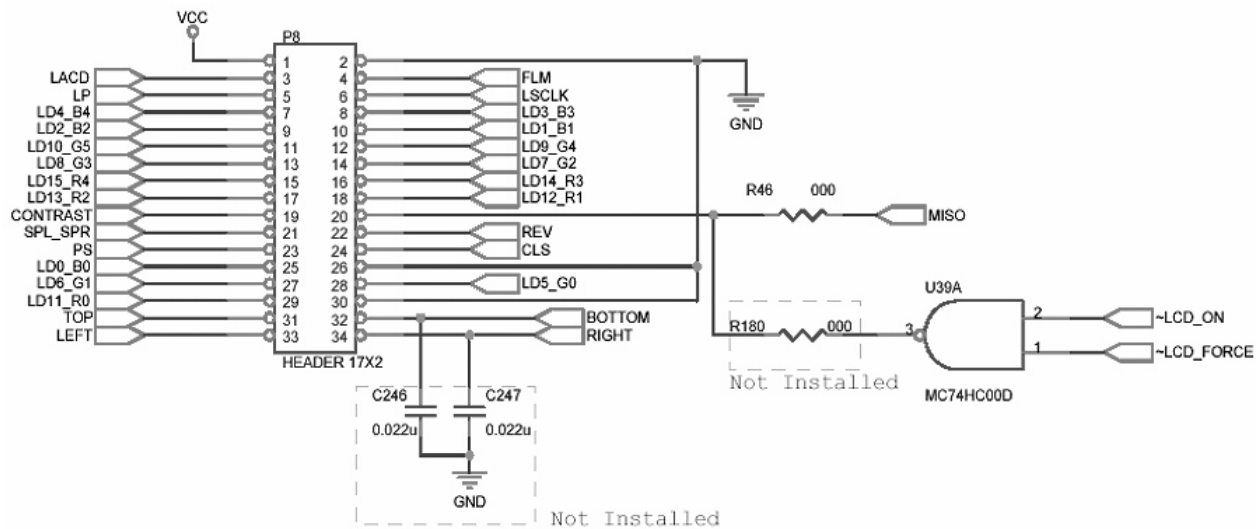 VCC
P8
1 2
LACD 3 4 FLM
LP 5 6 LSCLK
LD4_B4 7 8 LD3_B3
LD2_B2 9 10 LD1_B1
GND
LD10_G5 11 12 LD9_G4
LD8_G3 13 14 LD7_G2
LD15_R4 15 16 LD14_R3
R46 000
LD13_R2 17 18 LD12_R1
CONTRAST 19 20 MISO
SPL_SPR 21 22 REV
PS 23 24 CLS
LD0_B0 25 26
LD6_G1 27 28 LD5_G0
U39A
LD11_R0 29 30
TOP 31 32 BOTTOM
2 ~LCD_ON
LEFT 33 34 RIGHT
R180 000 3
1 ~LCD_FORCE
HEADER 17X2
Not Installed
MC74HC00D
C246 C247
0.022u 0.022u
GND
Not Installed